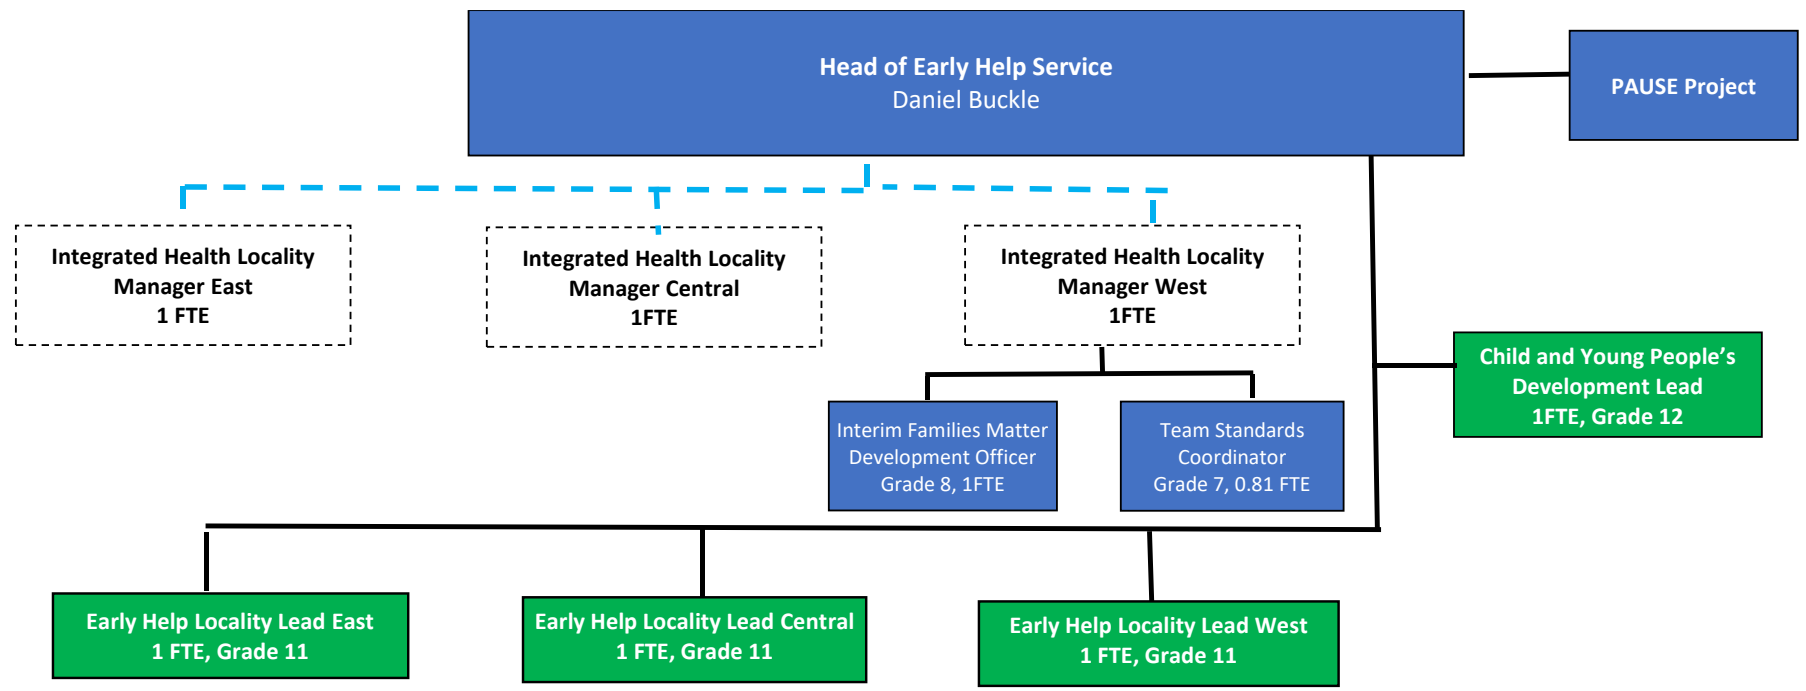 Head of Early Help Service
Daniel Buckle
PAUSE Project
Integrated Health Locality
Manager East
1 FTE
Integrated Health Locality
Manager Central
1FTE
Integrated Health Locality
Manager West
1FTE
Child and Young People's
Development Lead
1FTE, Grade 12
Interim Families Matter
Development Officer
Grade 8, 1FTE
Team Standards
Coordinator
Grade 7, 0.81 FTE
Early Help Locality Lead East
1 FTE, Grade 11
Early Help Locality Lead Central
1 FTE, Grade 11
Early Help Locality Lead West
1 FTE, Grade 11